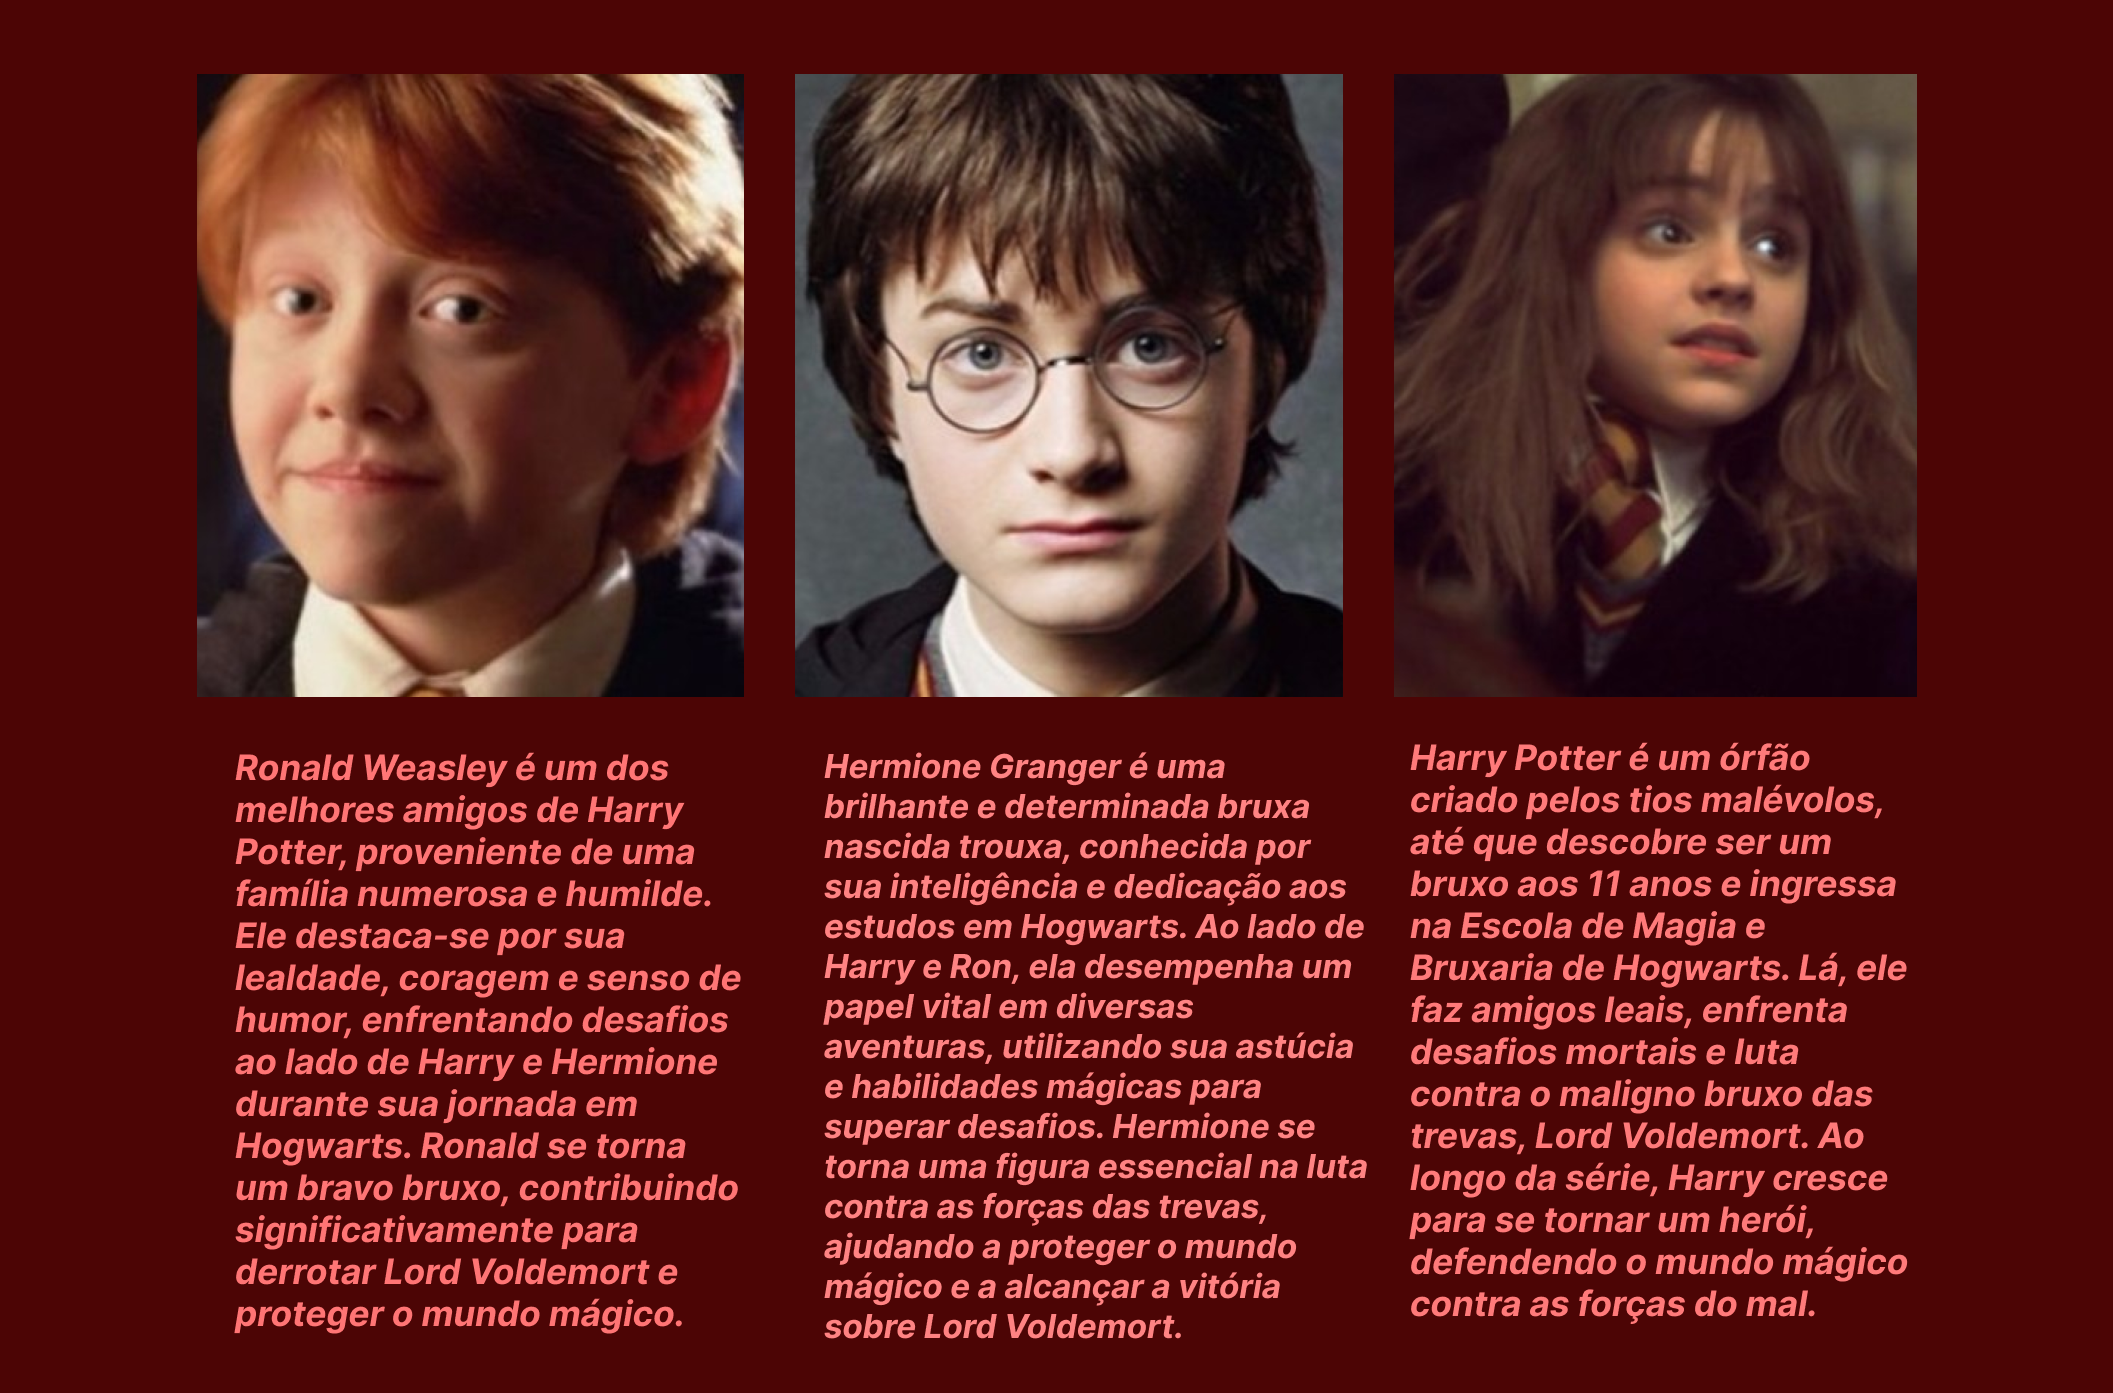 Ronald Weasley é um dos
melhores amigos de Harry
Potter, proveniente de uma
família numerosa e humilde.
Ele destaca-se por sua
lealdade, coragem e senso de
humor, enfrentando desafios
ao lado de Harry e Hermione
durante sua jornada em
Hogwarts. Ronald se torna
um bravo bruxo, contribuindo
significativamente para
derrotar Lord Voldemort e
proteger o mundo mágico.
Hermione Granger é uma
brilhante e determinada bruxa
nascida trouxa, conhecida por
sua inteligência e dedicação aos
estudos em Hogwarts. Ao lado de
Harry e Ron, ela desempenha um
papel vital em diversas
aventuras, utilizando sua astúcia
e habilidades mágicas para
superar desafios. Hermione se
torna uma figura essencial na luta
contra as forças das trevas,
ajudando a proteger o mundo
mágico e a alcançar a vitória
sobre Lord Voldemort.
Harry Potter é um órfão
criado pelos tios malévolos,
até que descobre ser um
bruxo aos 11 anos e ingressa
na Escola de Magia e
Bruxaria de Hogwarts. Lá, ele
faz amigos leais, enfrenta
desafios mortais e luta
contra o maligno bruxo das
trevas, Lord Voldemort. Ao
longo da série, Harry cresce
para se tornar um herói,
defendendo o mundo mágico
contra as forças do mal.